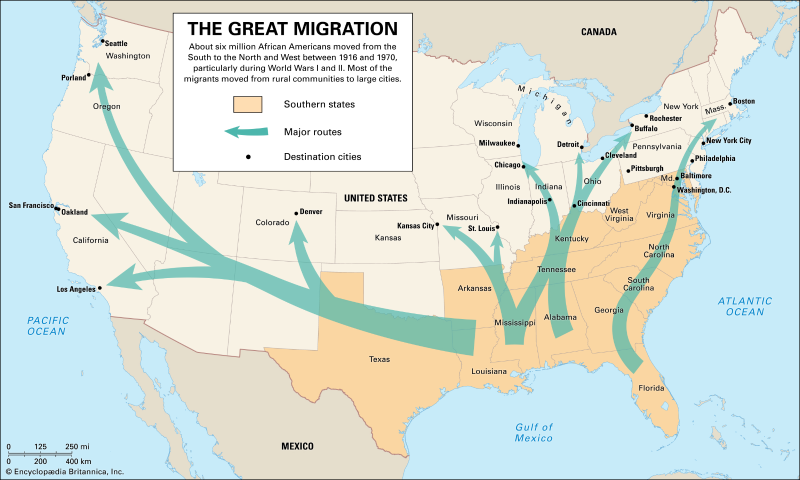 THE GREAT MIGRATION
About six million African Americans moved from the
South to the North and West between 1916 and 1970,
particularly during World Wars I and II. Most of the
migrants moved from rural communities to large cities.
Southern states
Major routes
Destination cities
CANADA
Seattle
Washington
Porland
Oregon
Michigan
Wisconsin
Milwaukee
Chicago
Detroit
New York
Mass.
Boston
Rochester
Buffalo
New York City
Pennsylvania
Cleveland
Pittsburgh
Philadelphia
Baltimore
Md.
Washington, D.C.
Illinois
Indiana
Ohio
Indianapolis
Cincinnati
UNITED STATES
San Francisco
Oakland
California
Denver
Colorado
Kansas City
Missouri
St. Louis
Kansas
West
Virginia
Virginia
Kentucky
North
Carolina
Tennessee
South
Carolina
Los Angeles
Arkansas
PACIFIC
OCEAN
ATLANTIC
OCEAN
Mississippi
Alabama
Georgia
Texas
Louisiana
Florida
Gulf of
Mexico
MEXICO
0 125 250 mi
0 200 400 km
© Encyclopædia Britannica, Inc.